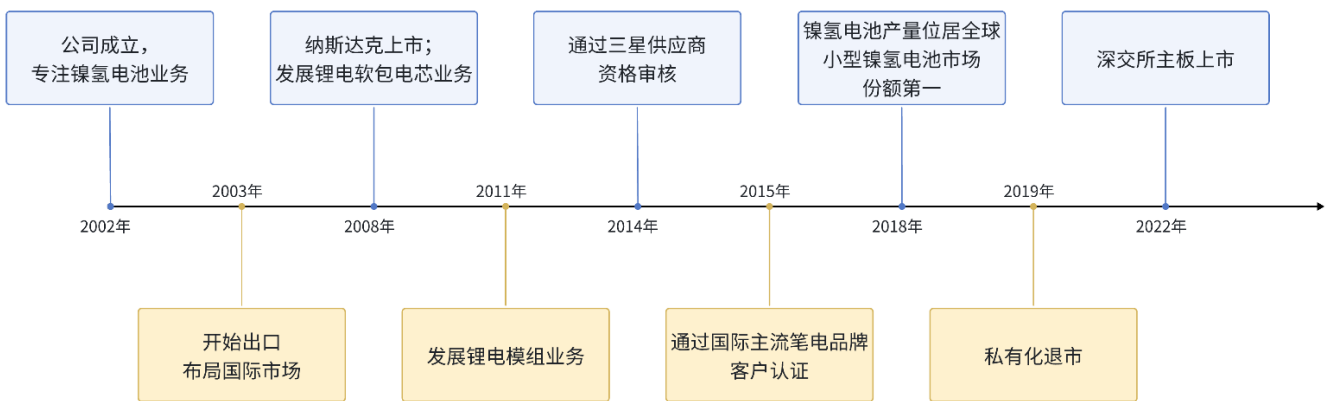 公司成立，
专注镍氢电池业务
纳斯达克上市；
发展锂电软包电芯业务
通过三星供应商
资格审核
镍氢电池产量位居全球
小型镍氢电池市场
份额第一
深交所主板上市
2003年
2011年
2015年
2019年
2002年
2008年
2014年
2018年
2022年
开始出口
布局国际市场
发展锂电模组业务
通过国际主流笔电品牌
客户认证
私有化退市